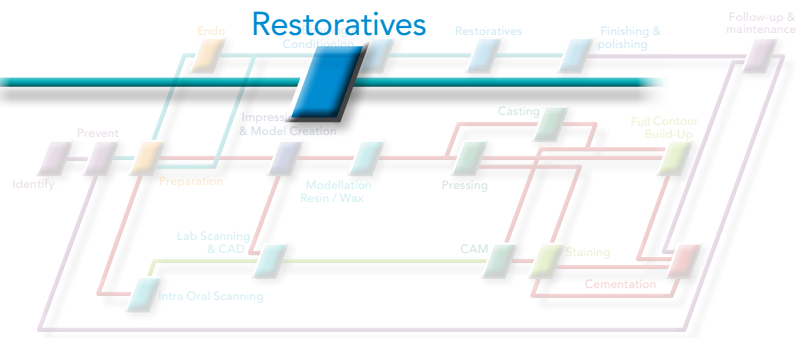 Restoratives
Follow-up &
maintenance
Endo
Conditioning
Restoratives
Finishing &
polishing
Casting
Impression
& Model Creation
Full Contour
Build-Up
Prevent
Identify
Preparation
Modellation
Resin / Wax
Pressing
Lab Scanning
& CAD
CAM
Staining
Cementation
Intra Oral Scanning